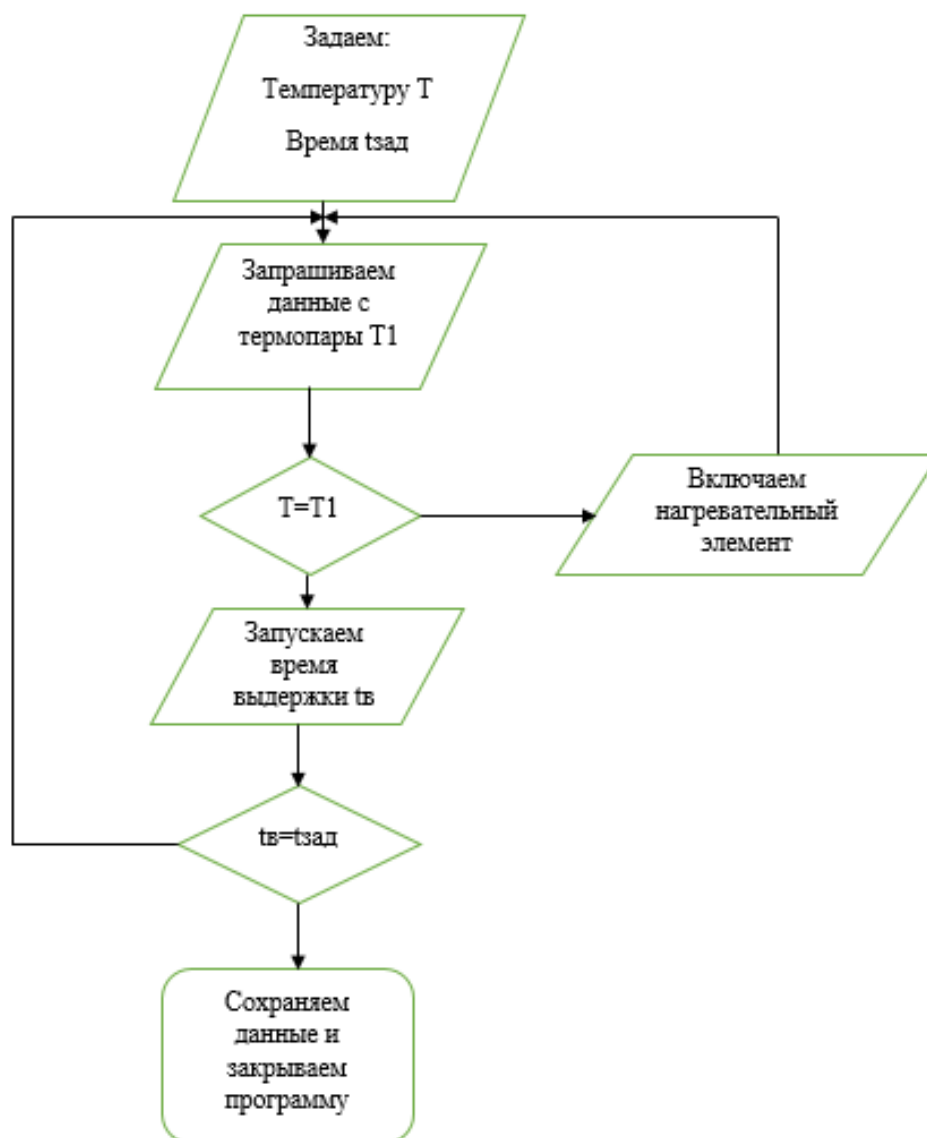 Задаем:
Температуру Т
Время tзад
Запрашиваем
данные с
термопары Т1
Т=Т1
Включаем
нагревательный
элемент
Запускаем
время
выдержки tв
tв=tзад
Сохраняем
данные и
закрываем
программу